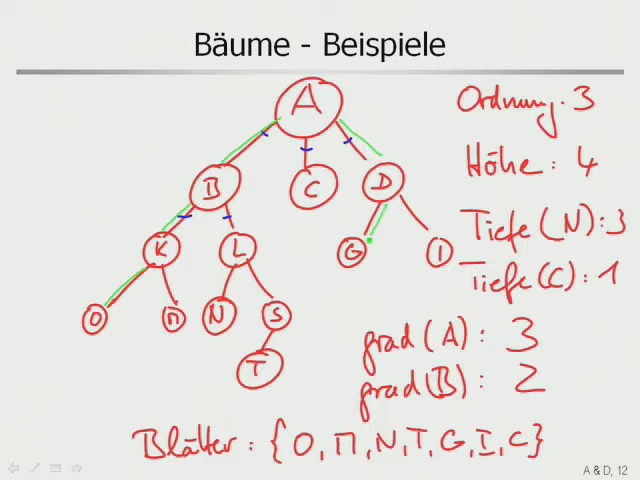 Bäume - Beispiele
A
Ordnung: 3
Höhe: 4
B
C
D
Tiefe(N): 3
K
L
G
I
Tiefe(C): 1
O
M
N
S
grad(A): 3
T
grad(B): 2
Blätter: {O, M, N, T, G, I, C}
A & D, 12